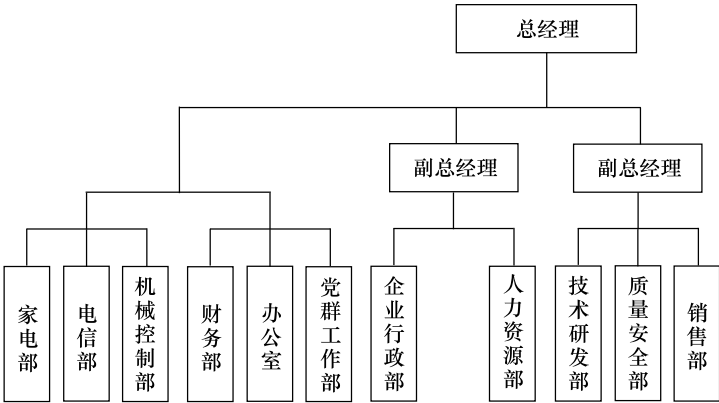 总经理
副总经理
副总经理
家电部
电信部
机械控制部
财务部
办公室
党群工作部
企业行政部
人力资源部
技术研发部
质量安全部
销售部